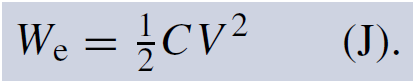 Wₑ = ½CV² (J).